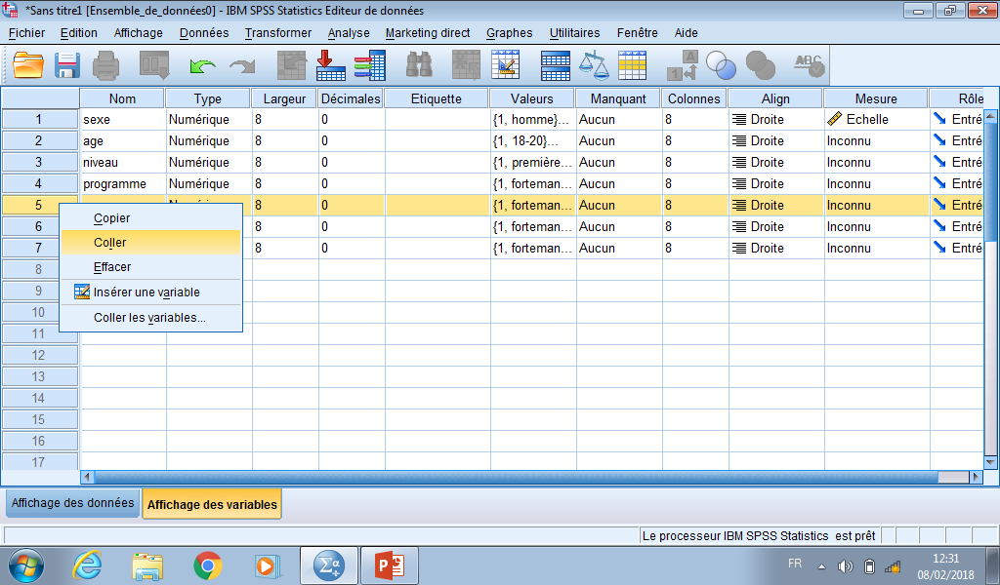 *Sans titre1 [Ensemble_de_données0] - IBM SPSS Statistics Editeur de données
Fichier Edition Affichage Données Transformer Analyse Marketing direct Graphes Utilitaires Fenêtre Aide
Nom Type Largeur Décimales Etiquette Valeurs Manquant Colonnes Align Mesure Rôle
1 sexe Numérique 8 0 {1, homme}... Aucun 8 Droite Echelle Entré
2 age Numérique 8 0 {1, 18-20}... Aucun 8 Droite Inconnu Entré
3 niveau Numérique 8 0 {1, première... Aucun 8 Droite Inconnu Entré
4 programme Numérique 8 0 {1, forteman... Aucun 8 Droite Inconnu Entré
5 8 0 {1, forteman... Aucun 8 Droite Inconnu Entré
6 8 0 {1, forteman... Aucun 8 Droite Inconnu Entré
7 8 0 {1, forteman... Aucun 8 Droite Inconnu Entré
8
9
10
11
12
13
14
15
16
17
Copier
Coller
Effacer
Insérer une variable
Coller les variables...
Affichage des données Affichage des variables
Le processeur IBM SPSS Statistics est prêt
FR 12:31
08/02/2018